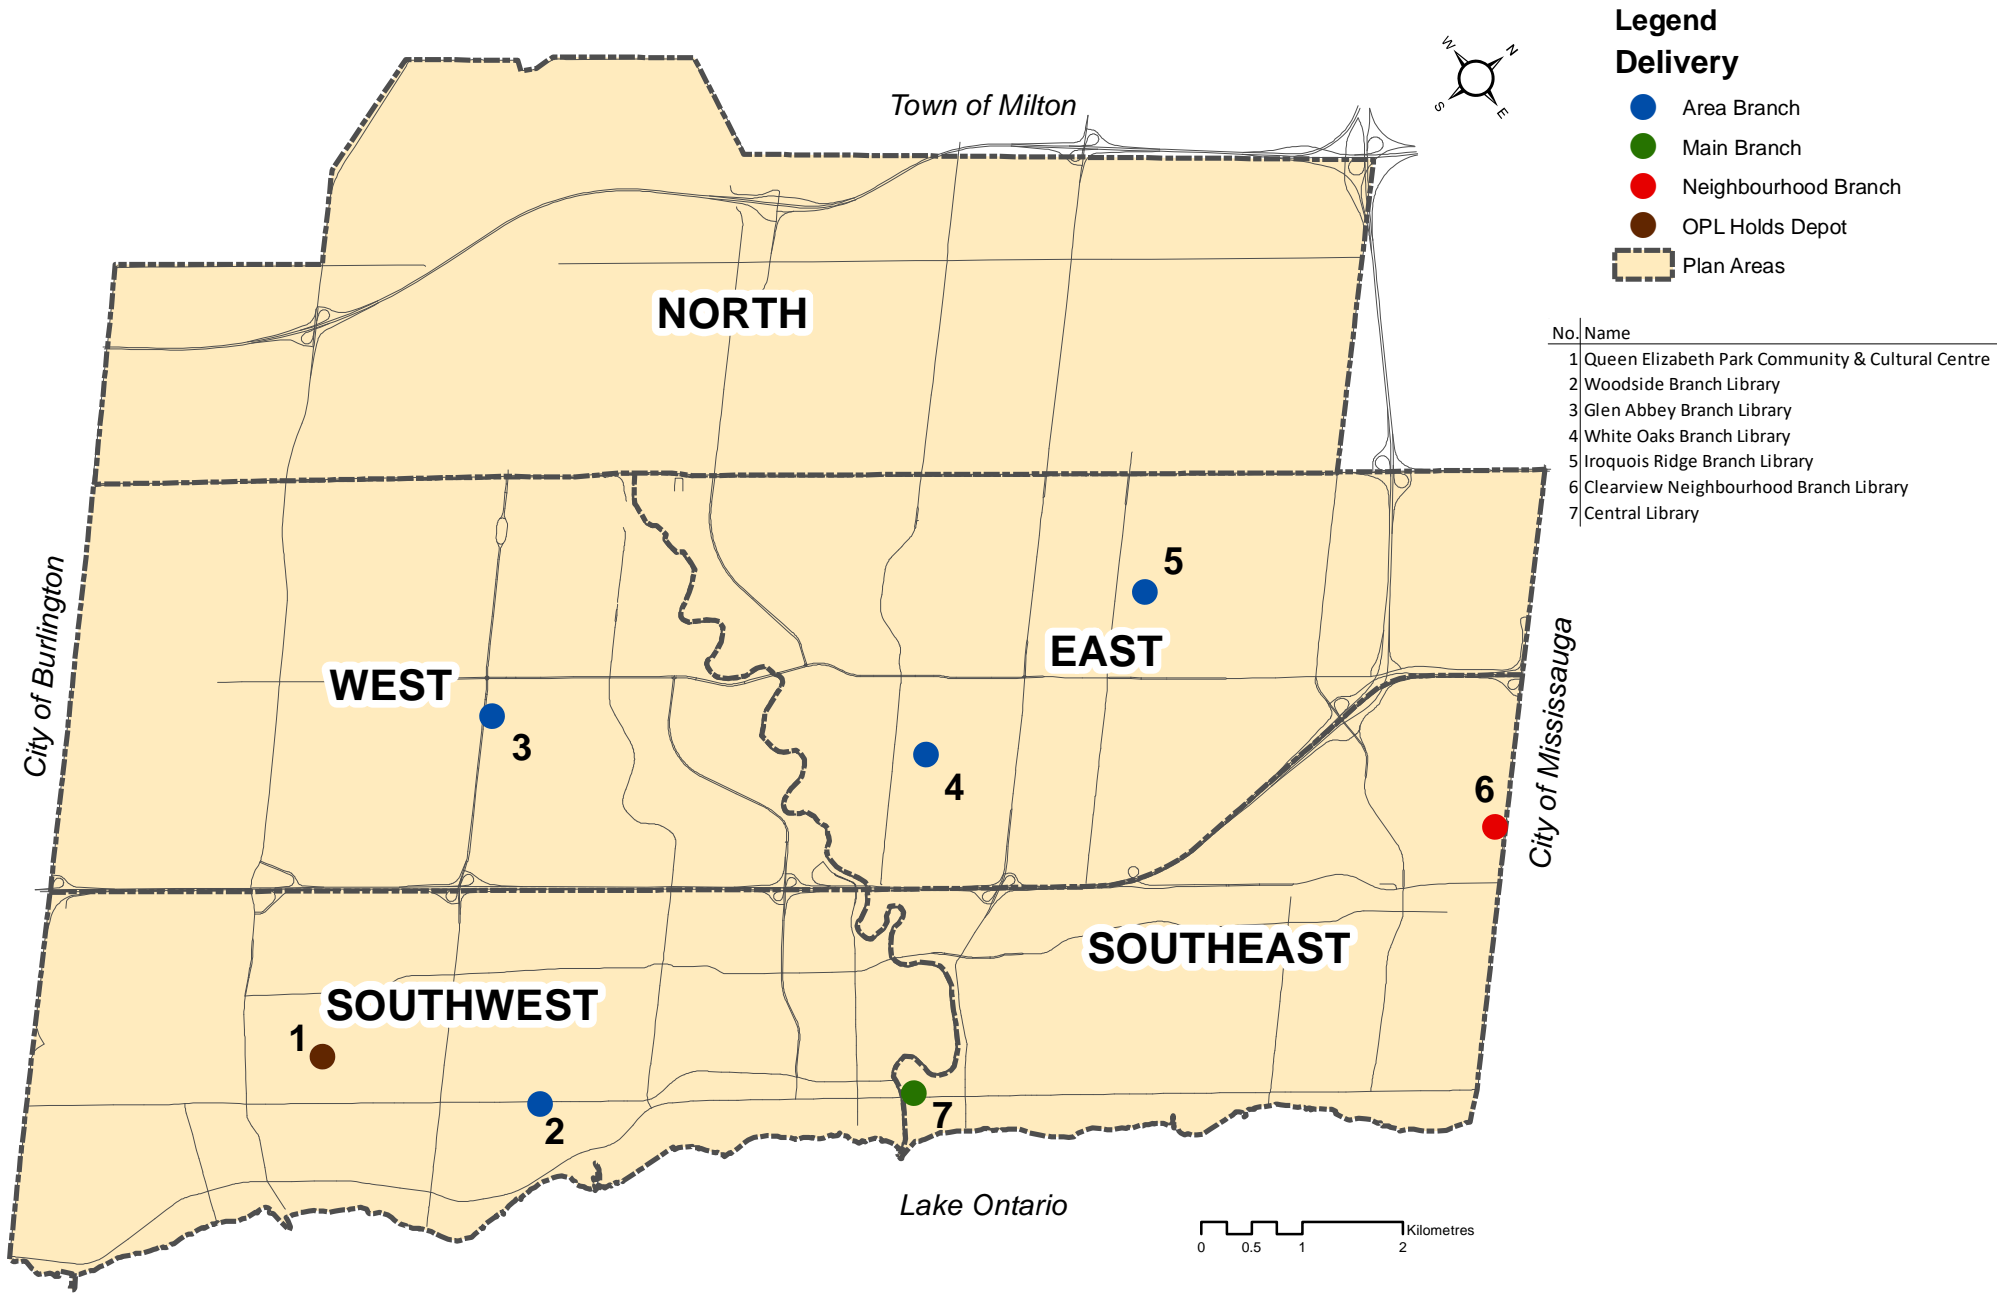 Legend
Delivery
Area Branch
Main Branch
Neighbourhood Branch
OPL Holds Depot
Plan Areas
No. Name
1 Queen Elizabeth Park Community & Cultural Centre
2 Woodside Branch Library
3 Glen Abbey Branch Library
4 White Oaks Branch Library
5 Iroquois Ridge Branch Library
6 Clearview Neighbourhood Branch Library
7 Central Library
W
N
S
E
Town of Milton
NORTH
City of Burlington
WEST
3
5
EAST
4
6
City of Mississauga
SOUTHEAST
SOUTHWEST
1
2
7
Lake Ontario
Kilometres
0 0.5 1 2